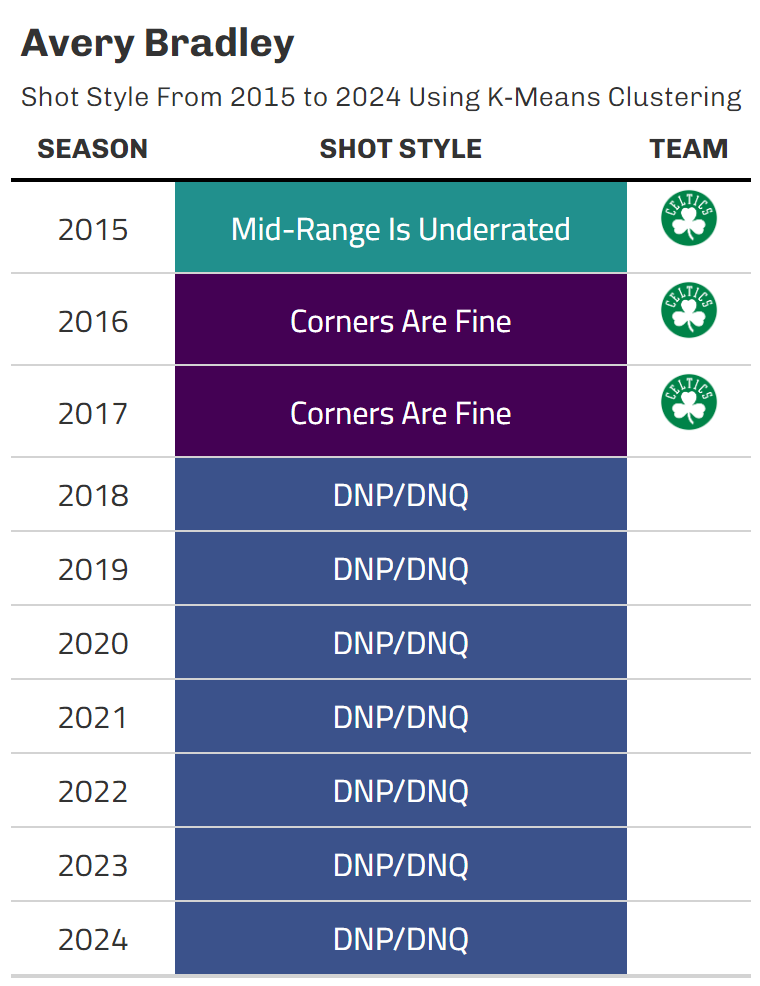 Avery Bradley
Shot Style From 2015 to 2024 Using K-Means Clustering
SEASON SHOT STYLE TEAM
2015 Mid-Range Is Underrated CELTICS
2016 Corners Are Fine CELTICS
2017 Corners Are Fine CELTICS
2018 DNP/DNQ
2019 DNP/DNQ
2020 DNP/DNQ
2021 DNP/DNQ
2022 DNP/DNQ
2023 DNP/DNQ
2024 DNP/DNQ